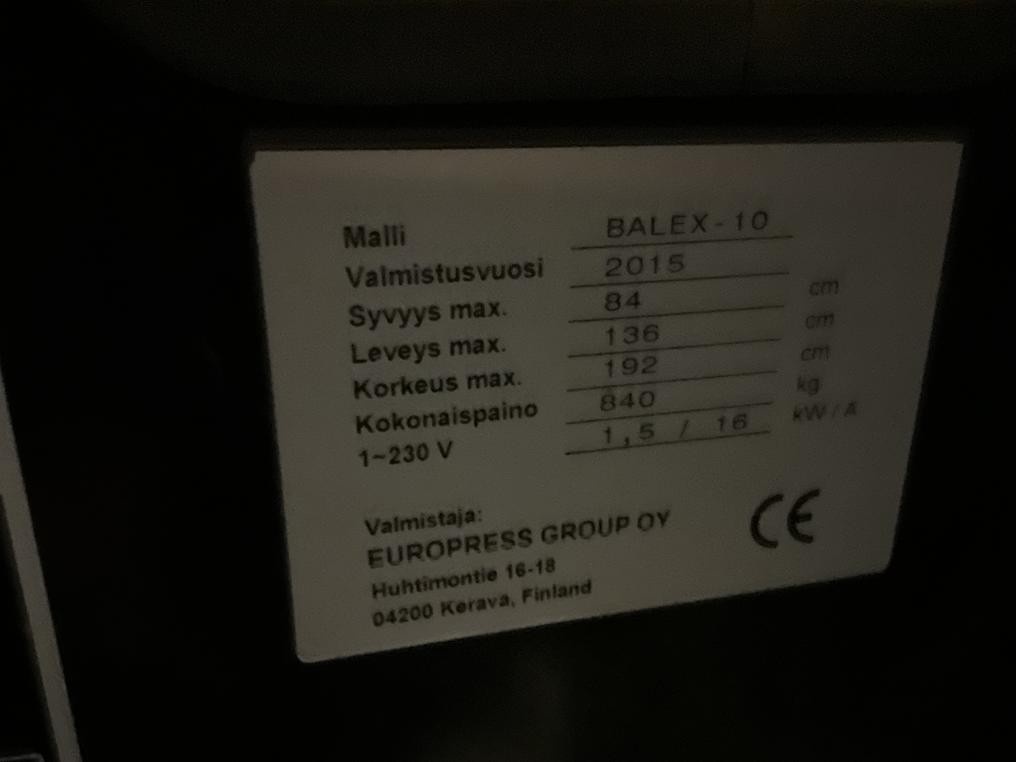 Malli BALEX-10
Valmistusvuosi 2015
Syvyys max. 84 cm
Leveys max. 136 cm
Korkeus max. 192 cm
Kokonaispaino 840 kg
1~230 V 1,5 / 16 kW / A
Valmistaja:
EUROPRESS GROUP OY
Huhtimontie 16-18
04200 Kerava, Finland
CE